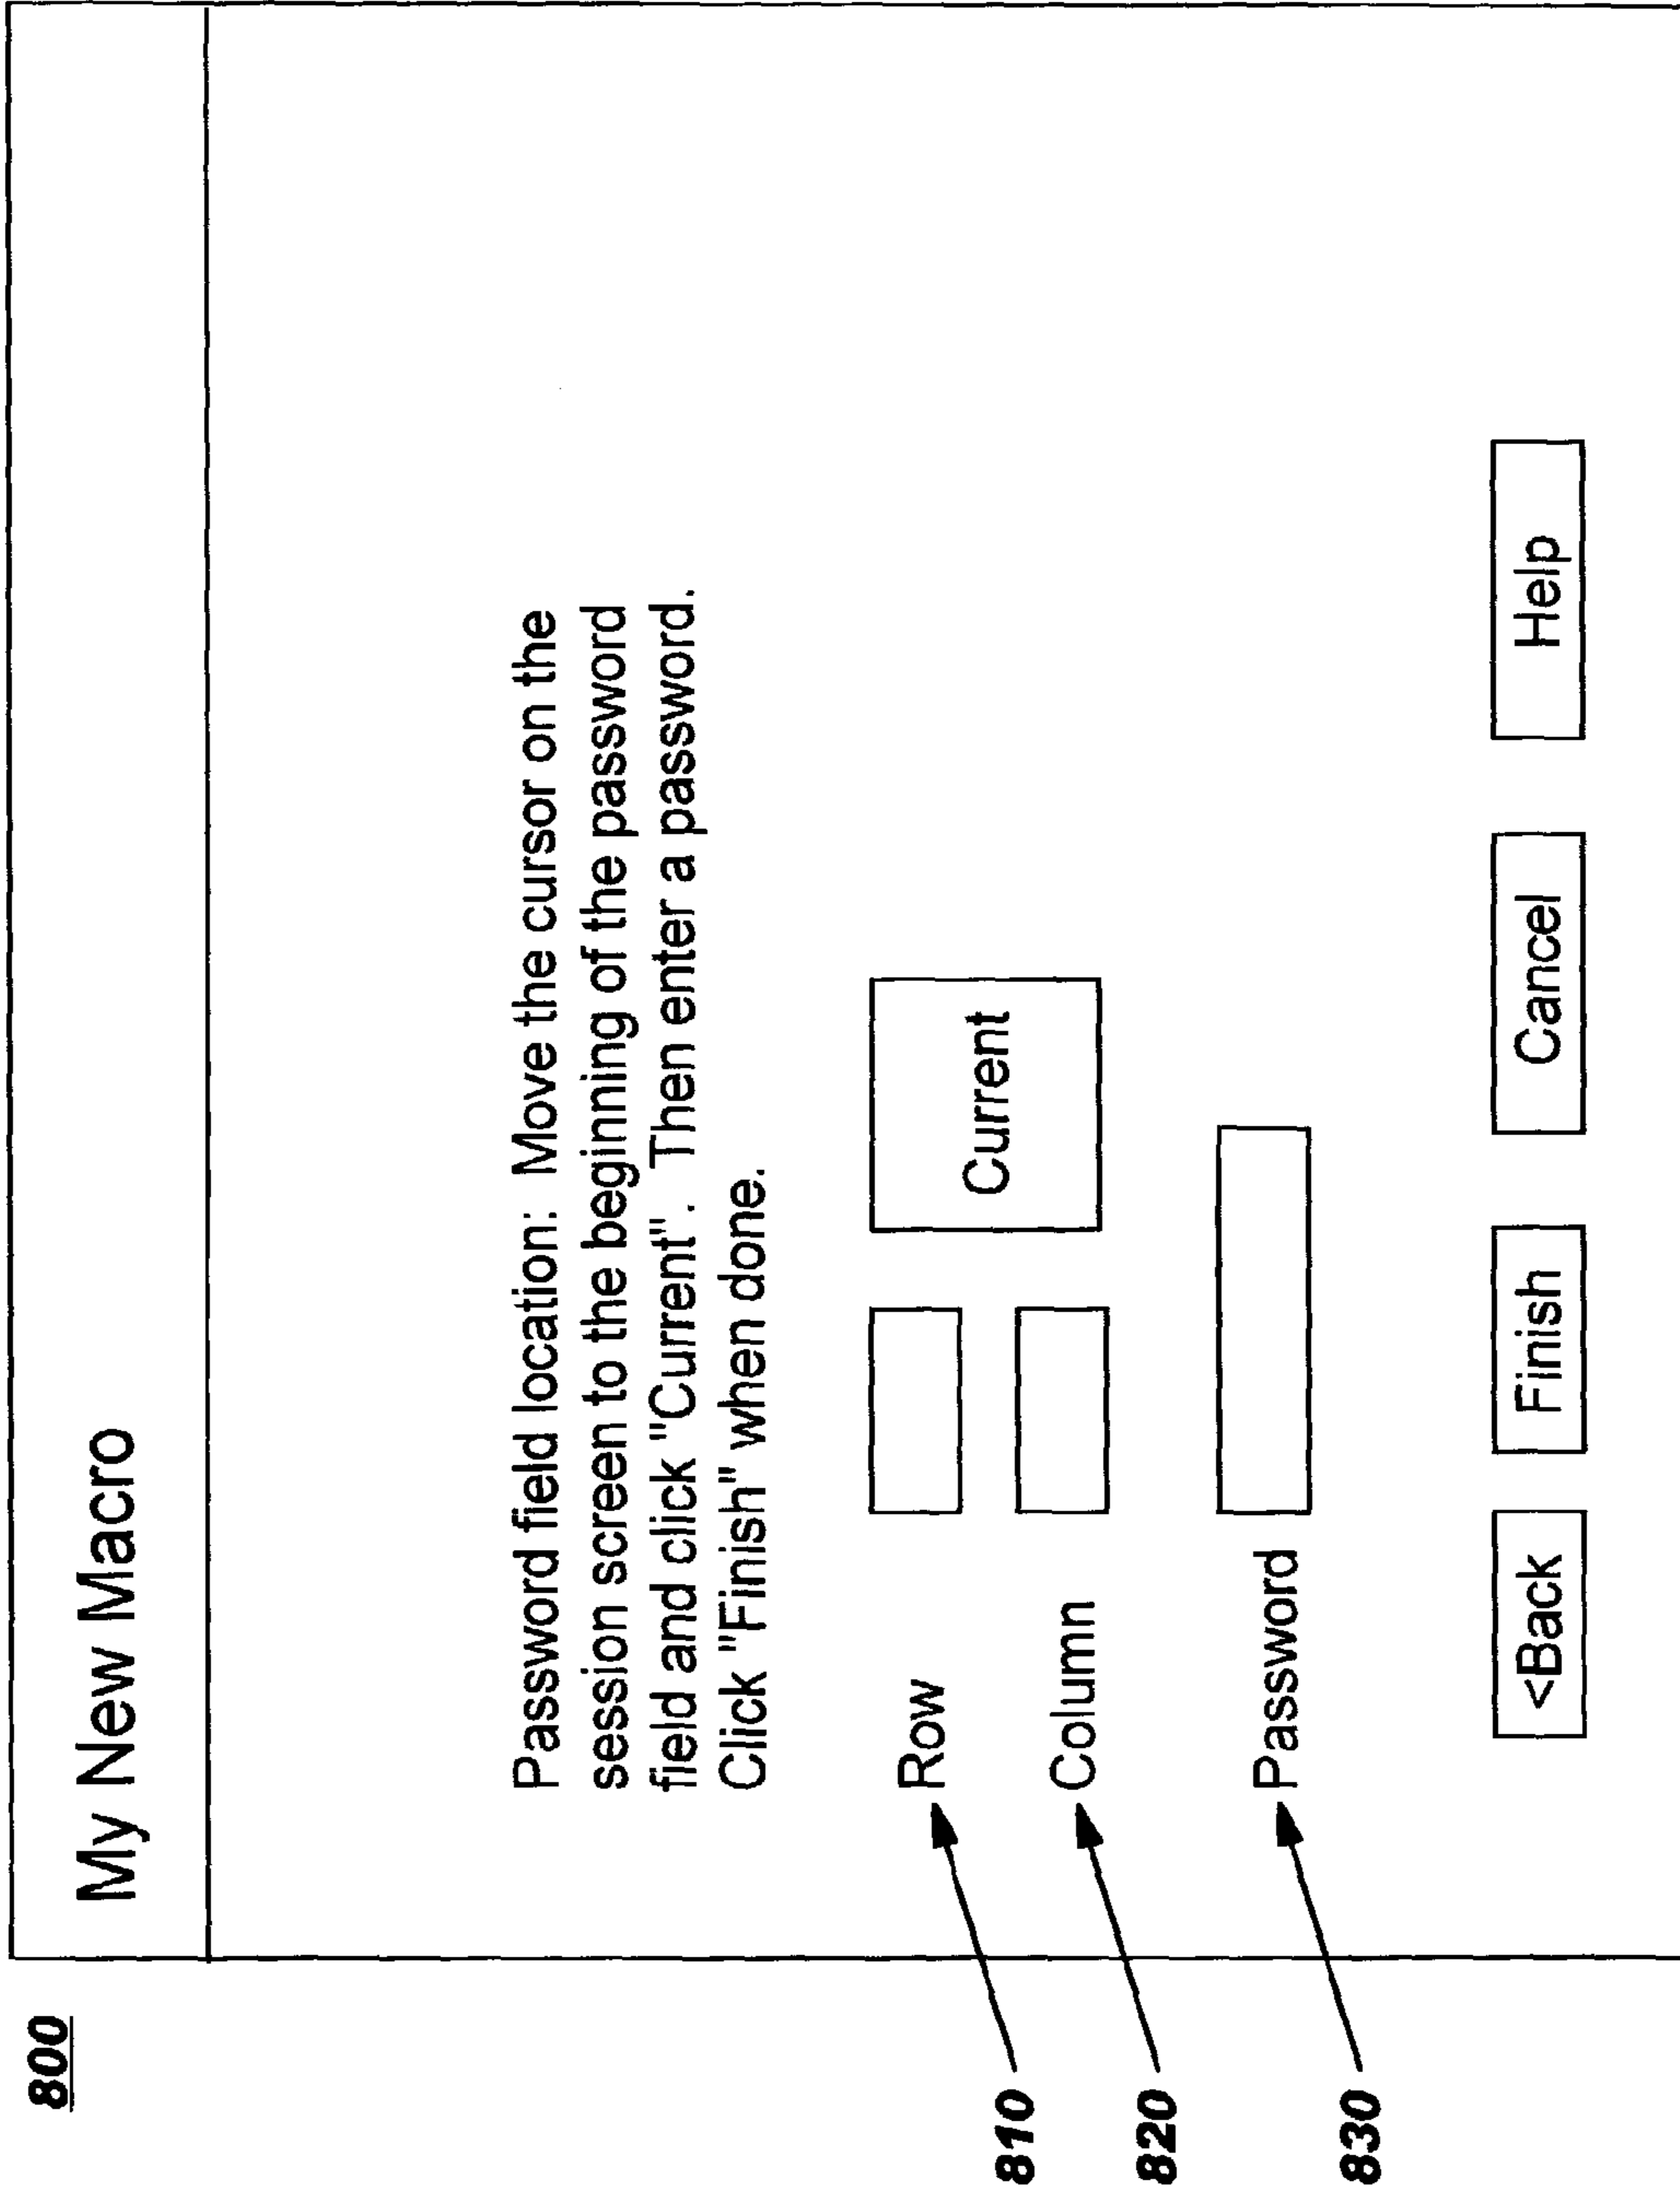 800
My New Macro
Password field location: Move the cursor on the
session screen to the beginning of the password
field and click "Current". Then enter a password.
Click "Finish" when done.
810 Row
Current
820 Column
830 Password
<Back Finish Cancel Help